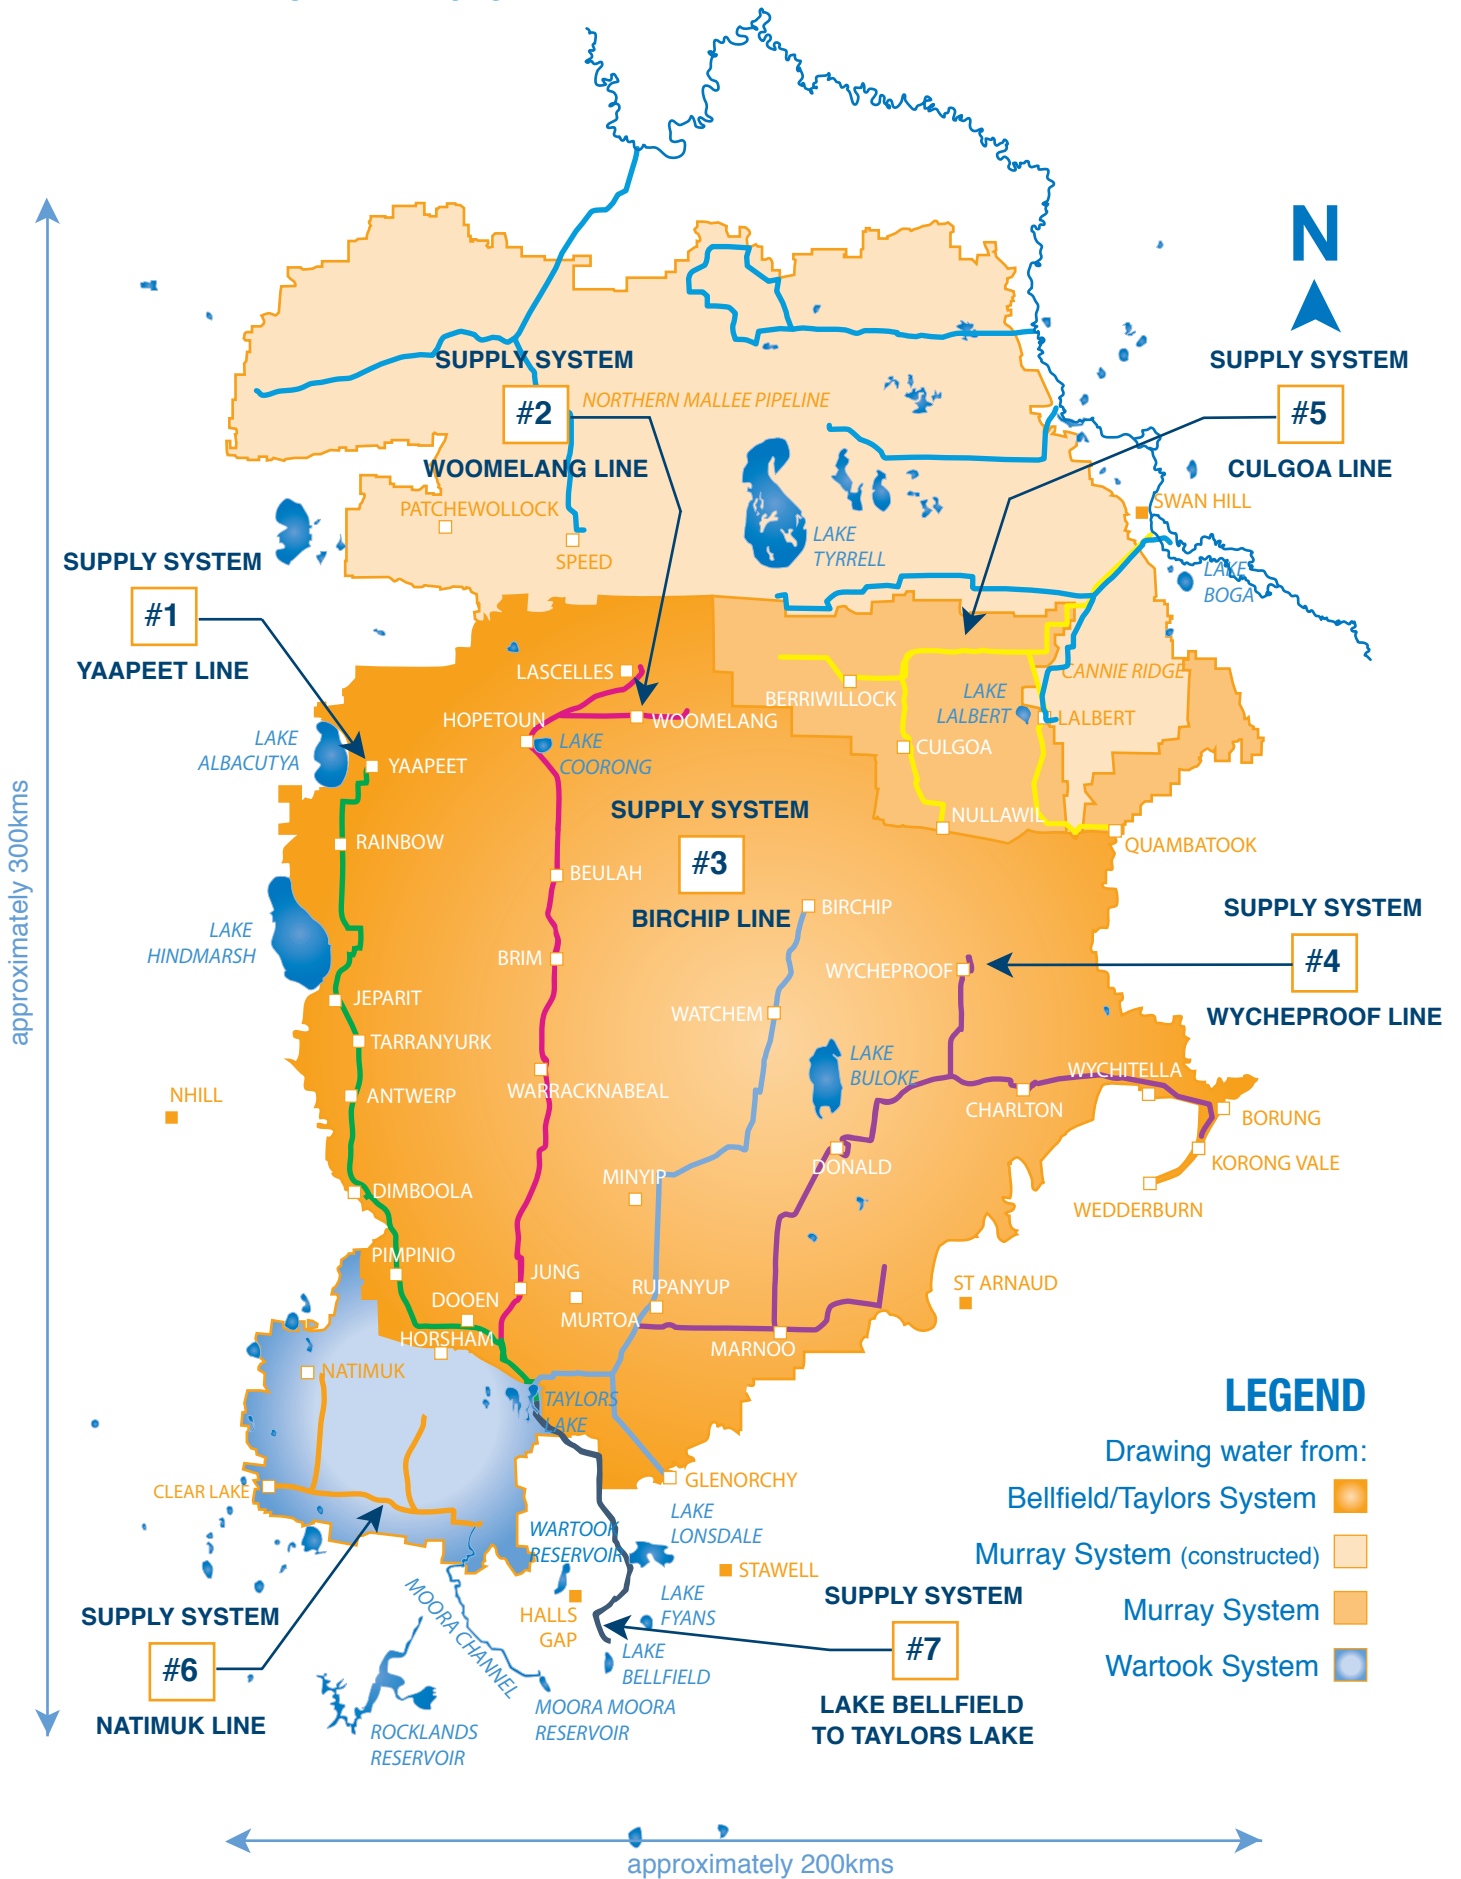 N
SUPPLY SYSTEM
#2
WOOMELANG LINE
NORTHERN MALLEE PIPELINE
SUPPLY SYSTEM
#5
CULGOA LINE
PATCHEWOLLOCK
SPEED
LAKE
TYRRELL
SWAN HILL
LAKE
BOGA
SUPPLY SYSTEM
#1
YAAPEET LINE
LASCELLES
HOPETOUN
WOOMELANG
LAKE
COORONG
BERRIWILLOCK
LAKE
LALBERT
CANNIE RIDGE
LALBERT
CULGOA
NULLAWIL
QUAMBATOOK
LAKE
ALBACUTYA
YAAPEET
RAINBOW
SUPPLY SYSTEM
#3
BIRCHIP LINE
BEULAH
BIRCHIP
BRIM
WYCHEPROOF
SUPPLY SYSTEM
#4
WYCHEPROOF LINE
LAKE
HINDMARSH
approximately 300kms
JEPARIT
TARRANYURK
ANTWERP
WATCHEM
LAKE
BULOKE
WARRACKNABEAL
NHILL
WYCHITELLA
CHARLTON
BORUNG
KORONG VALE
WEDDERBURN
DONALD
DIMBOOLA
MINYIP
PIMPINIO
JUNG
DOOEN
MURTOA
RUPANYUP
HORSHAM
MARNOO
ST ARNAUD
NATIMUK
TAYLORS
LAKE
CLEAR LAKE
GLENORCHY
LAKE
LONSDALE
WARTOOK
RESERVOIR
STAWELL
HALLS
GAP
LAKE
FYANS
LAKE
BELLFIELD
MOORA CHANNEL
MOORA MOORA
RESERVOIR
ROCKLANDS
RESERVOIR
SUPPLY SYSTEM
#6
NATIMUK LINE
SUPPLY SYSTEM
#7
LAKE BELLFIELD
TO TAYLORS LAKE
LEGEND
Drawing water from:
Bellfield/Taylors System
Murray System (constructed)
Murray System
Wartook System
approximately 200kms